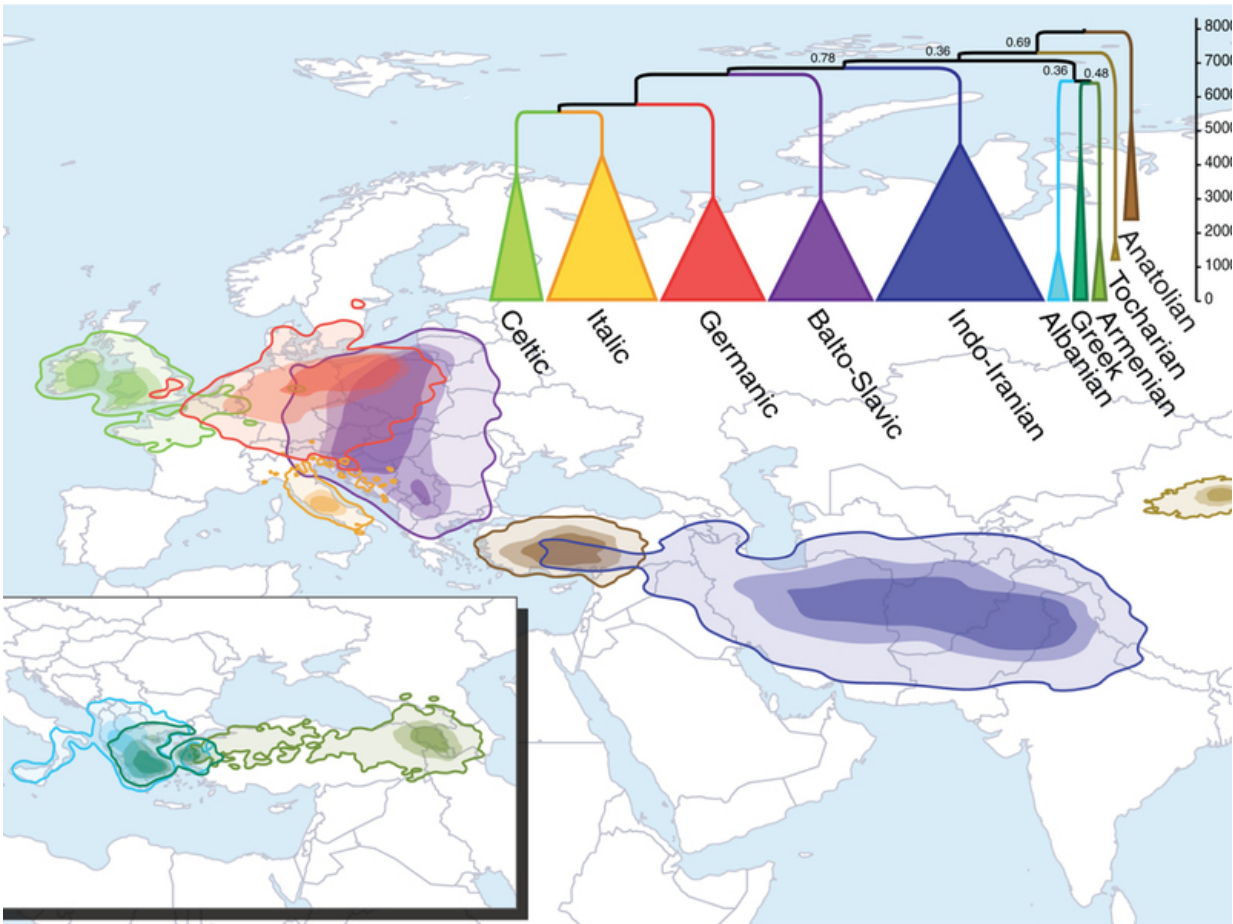 8000
0.69
0.36
0.78
7000
0.36
0.48
6000
5000
4000
3000
2000
1000
0
Celtic
Italic
Germanic
Balto-Slavic
Indo-Iranian
Albanian
Greek
Armenian
Tocharian
Anatolian